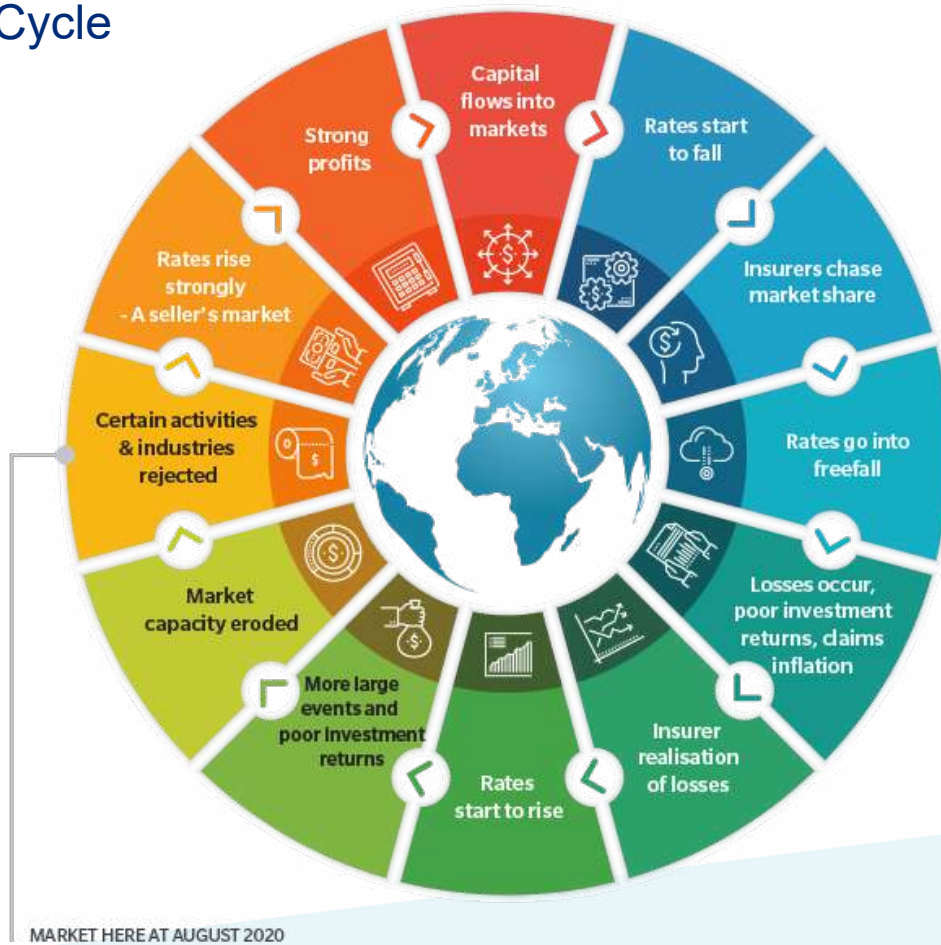 Cycle
Capital
flows into
markets
Rates start
to fall
Insurers chase
market share
Rates go into
freefall
Losses occur,
poor investment
returns, claims
inflation
Insurer
realisation
of losses
Rates
start to rise
More large
events and
poor investment
returns
Market
capacity eroded
Certain activities
& industries
rejected
Rates rise
strongly
- A seller's market
Strong
profits
MARKET HERE AT AUGUST 2020